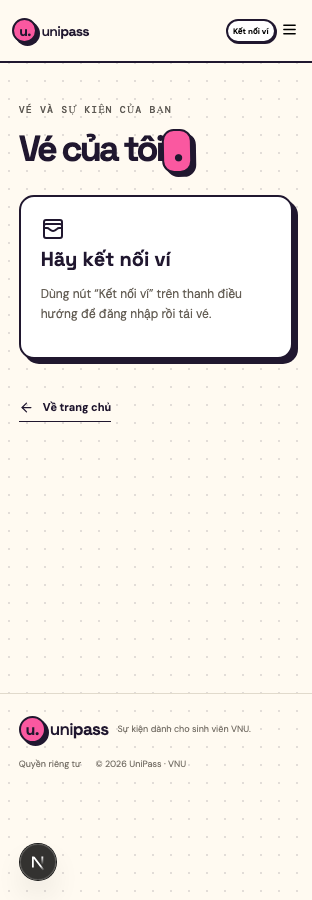 u. unipass
Kết nối ví
VÉ VÀ SỰ KIỆN CỦA BẠN
Vé của tôi.
Hãy kết nối ví
Dùng nút “Kết nối ví” trên thanh điều
hướng để đăng nhập rồi tải vé.
← Về trang chủ
u. unipass Sự kiện dành cho sinh viên VNU.
Quyền riêng tư © 2026 UniPass · VNU
N